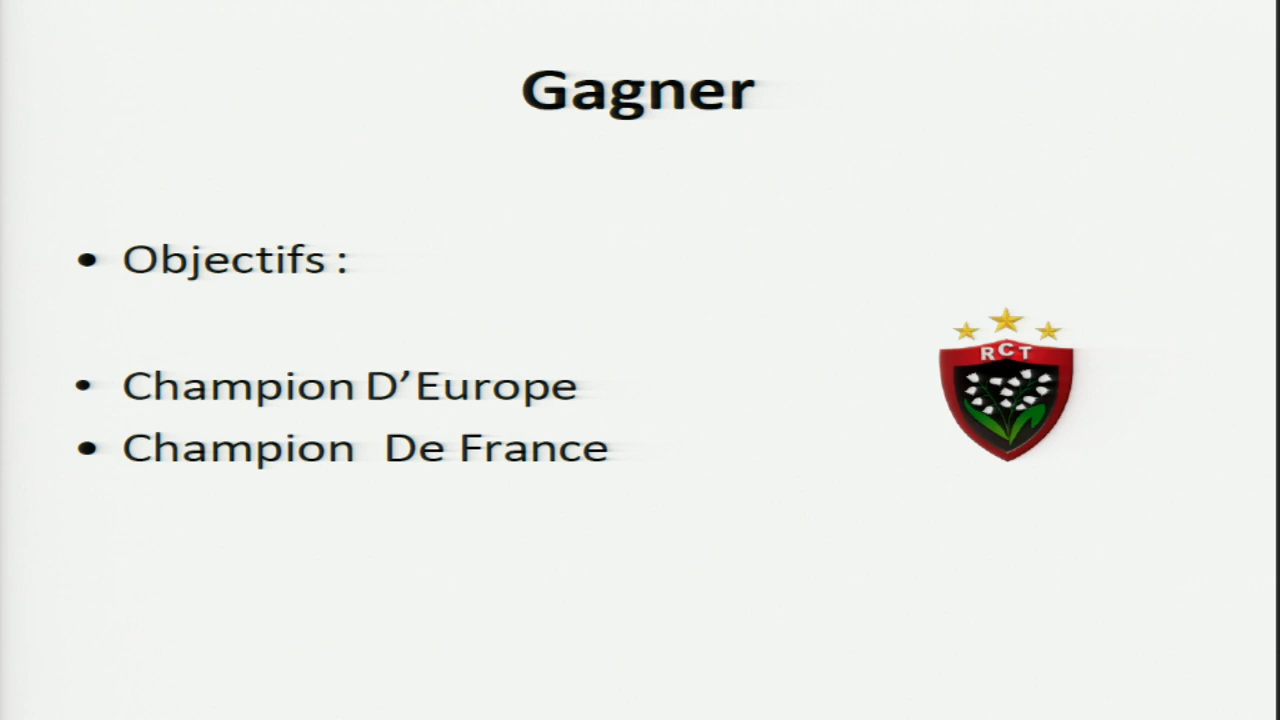 Gagner
• Objectifs :
• Champion D’Europe
• Champion De France
RCT